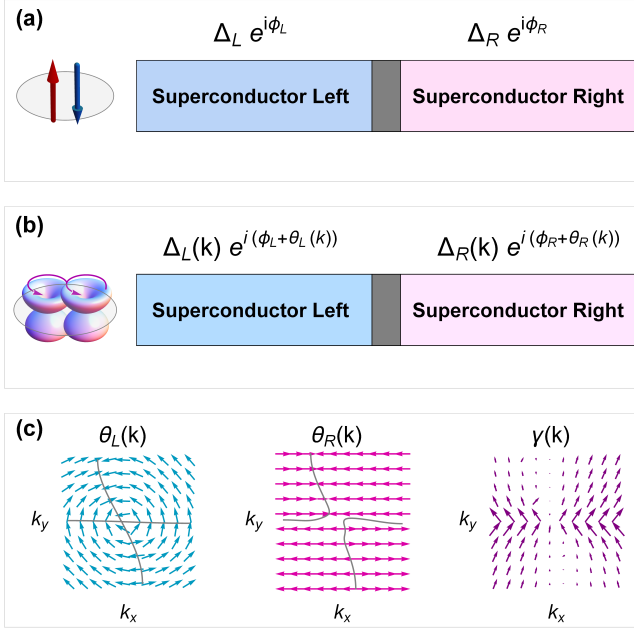 (a)
Δ_L e^{iϕ_L}
Δ_R e^{iϕ_R}
Superconductor Left
Superconductor Right
(b)
Δ_L(k) e^{i(ϕ_L+θ_L(k))}
Δ_R(k) e^{i(ϕ_R+θ_R(k))}
Superconductor Left
Superconductor Right
(c)
θ_L(k)
θ_R(k)
γ(k)
k_y
k_y
k_y
k_x
k_x
k_x